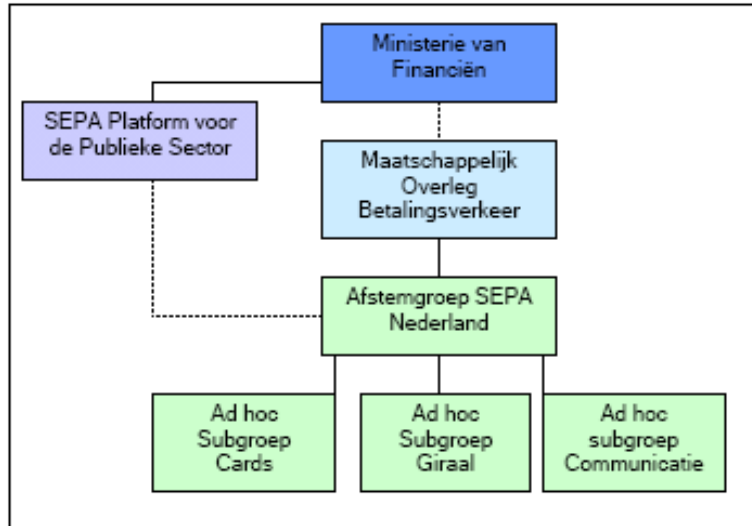 Ministerie van
Financiën
SEPA Platform voor
de Publieke Sector
Maatschappelijk
Overleg
Betalingsverkeer
Afstemgroep SEPA
Nederland
Ad hoc
Subgroep
Cards
Ad hoc
Subgroep
Giraal
Ad hoc
subgroep
Communicatie